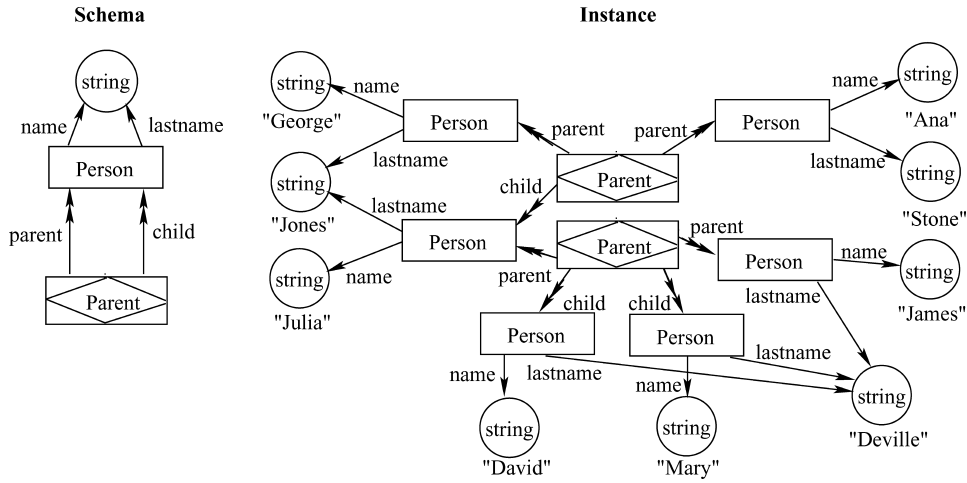 Schema
string
name
lastname
Person
parent
child
Parent
Instance
string
"George"
name
Person
lastname
string
"Jones"
parent
parent
Parent
child
Person
name
string
"Ana"
lastname
string
"Stone"
lastname
Person
name
string
"Julia"
Parent
parent
parent
Person
name
string
"James"
lastname
child
child
Person
Person
name
lastname
name
lastname
string
"David"
string
"Mary"
string
"Deville"